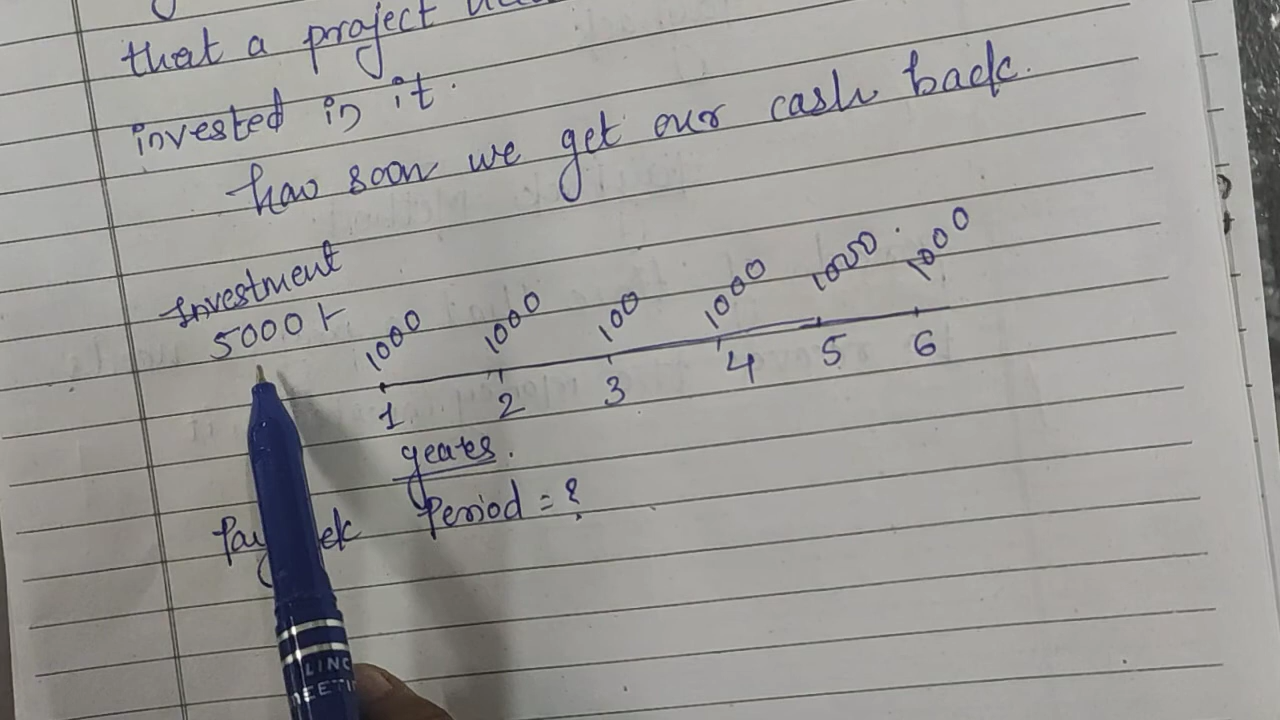 that a project
invested in it.
how soon we get our cash back.
Investment
5000 1000 1000 100 1000 1000 1000
1 2 3 4 5 6
years.
Period = ?
LINC